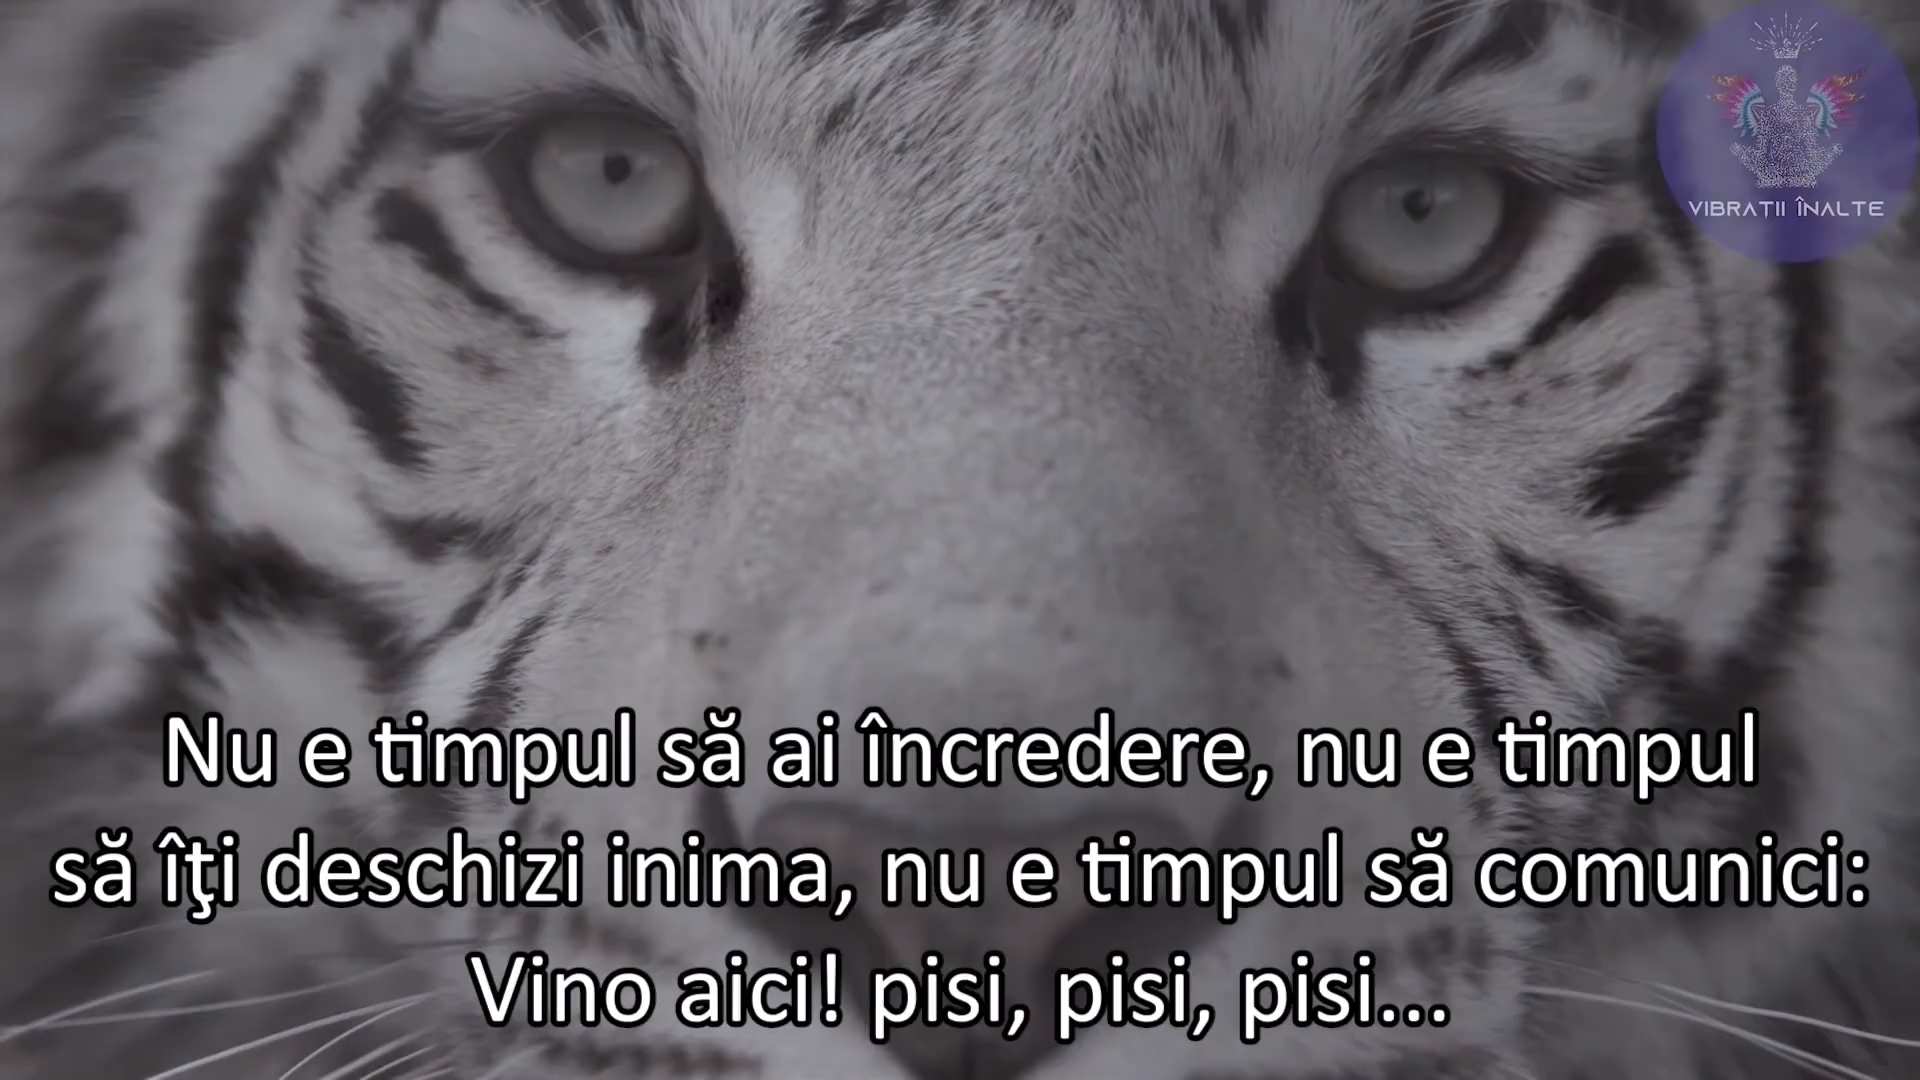 VIBRATII ÎNALTE
Nu e timpul să ai încredere, nu e timpul
să îţi deschizi inima, nu e timpul să comunici:
Vino aici! pisi, pisi, pisi...